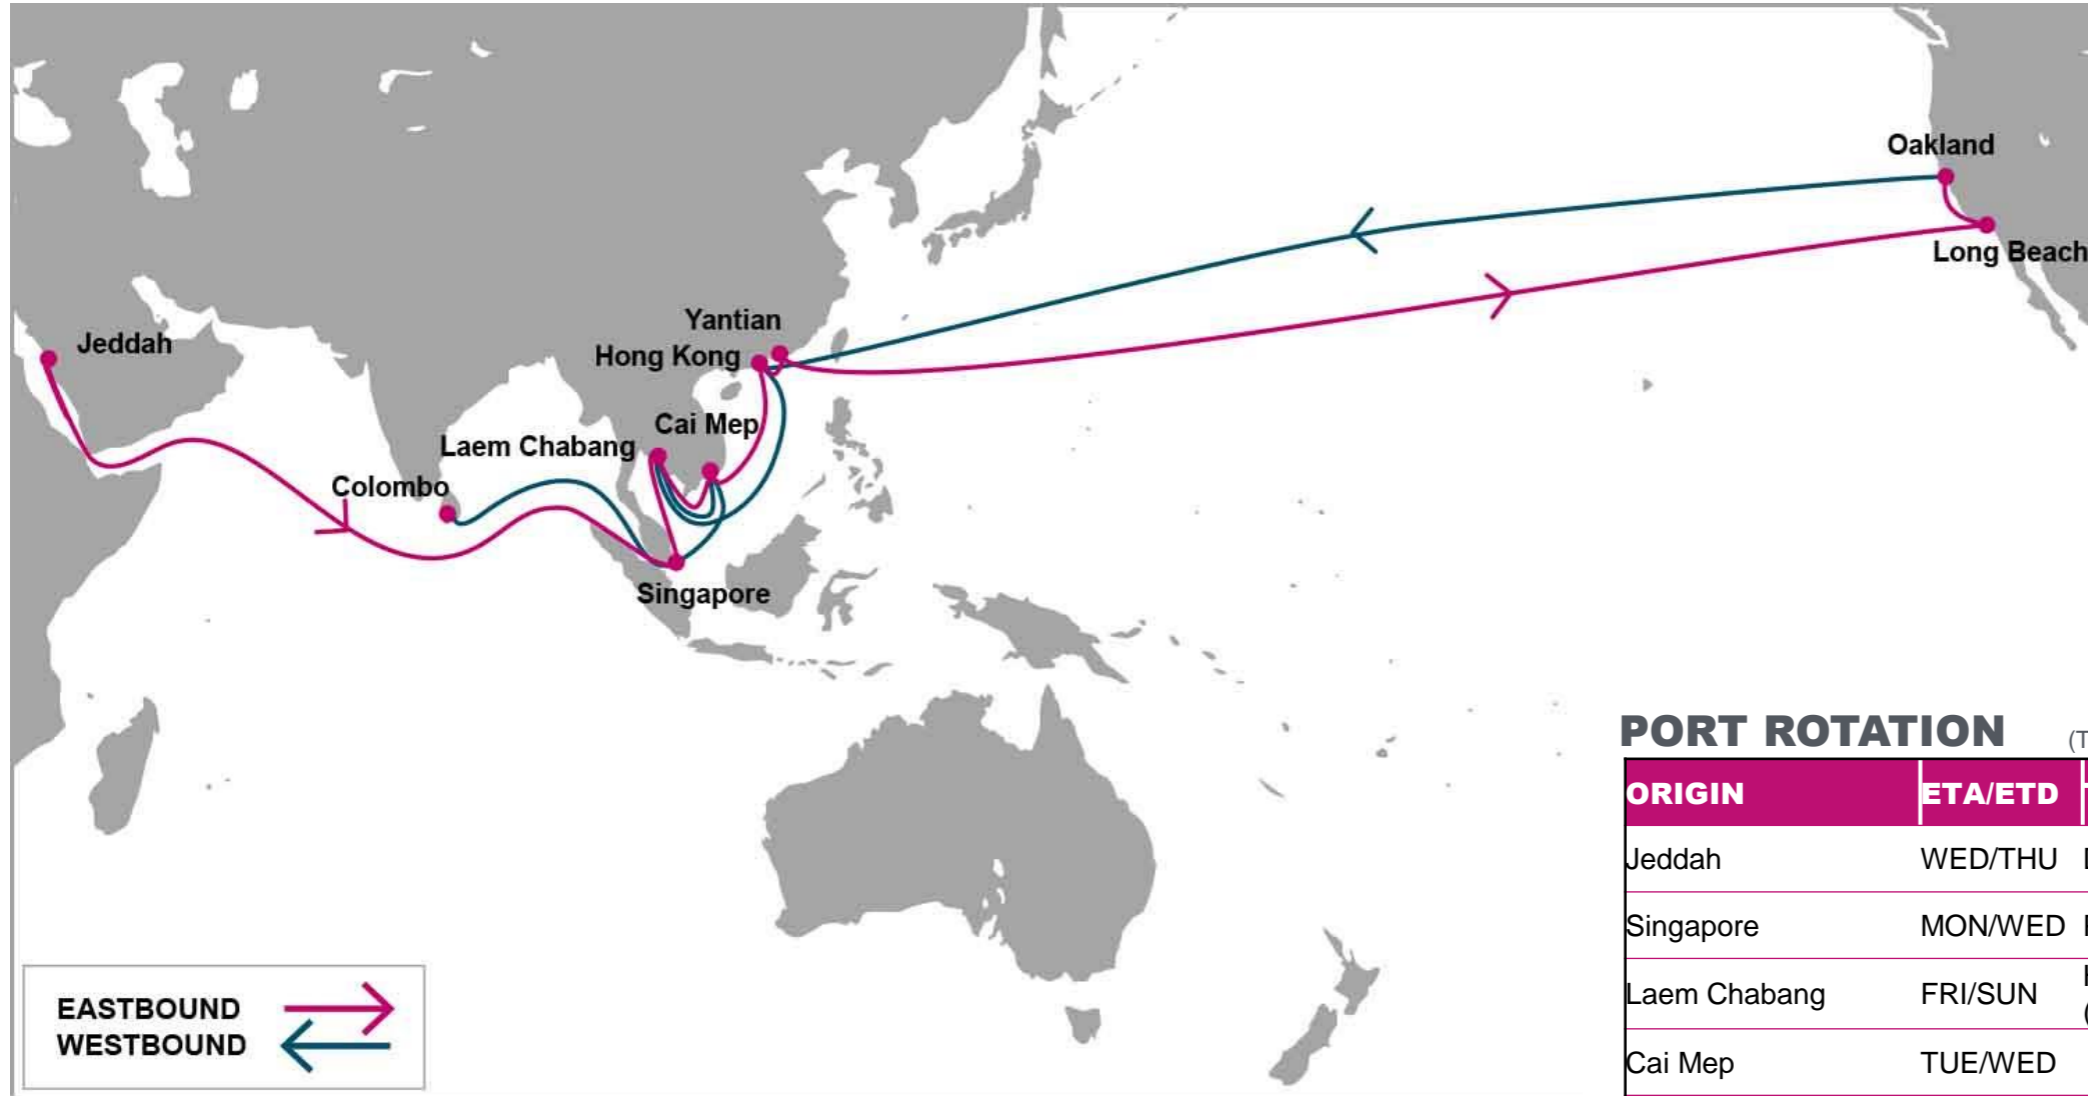 Oakland
Long Beach
Yantian
Hong Kong
Jeddah
Cai Mep
Laem Chabang
Colombo
Singapore
PORT ROTATION
ORIGIN ETA/ETD
Jeddah WED/THU
Singapore MON/WED
Laem Chabang FRI/SUN
Cai Mep TUE/WED
EASTBOUND
WESTBOUND